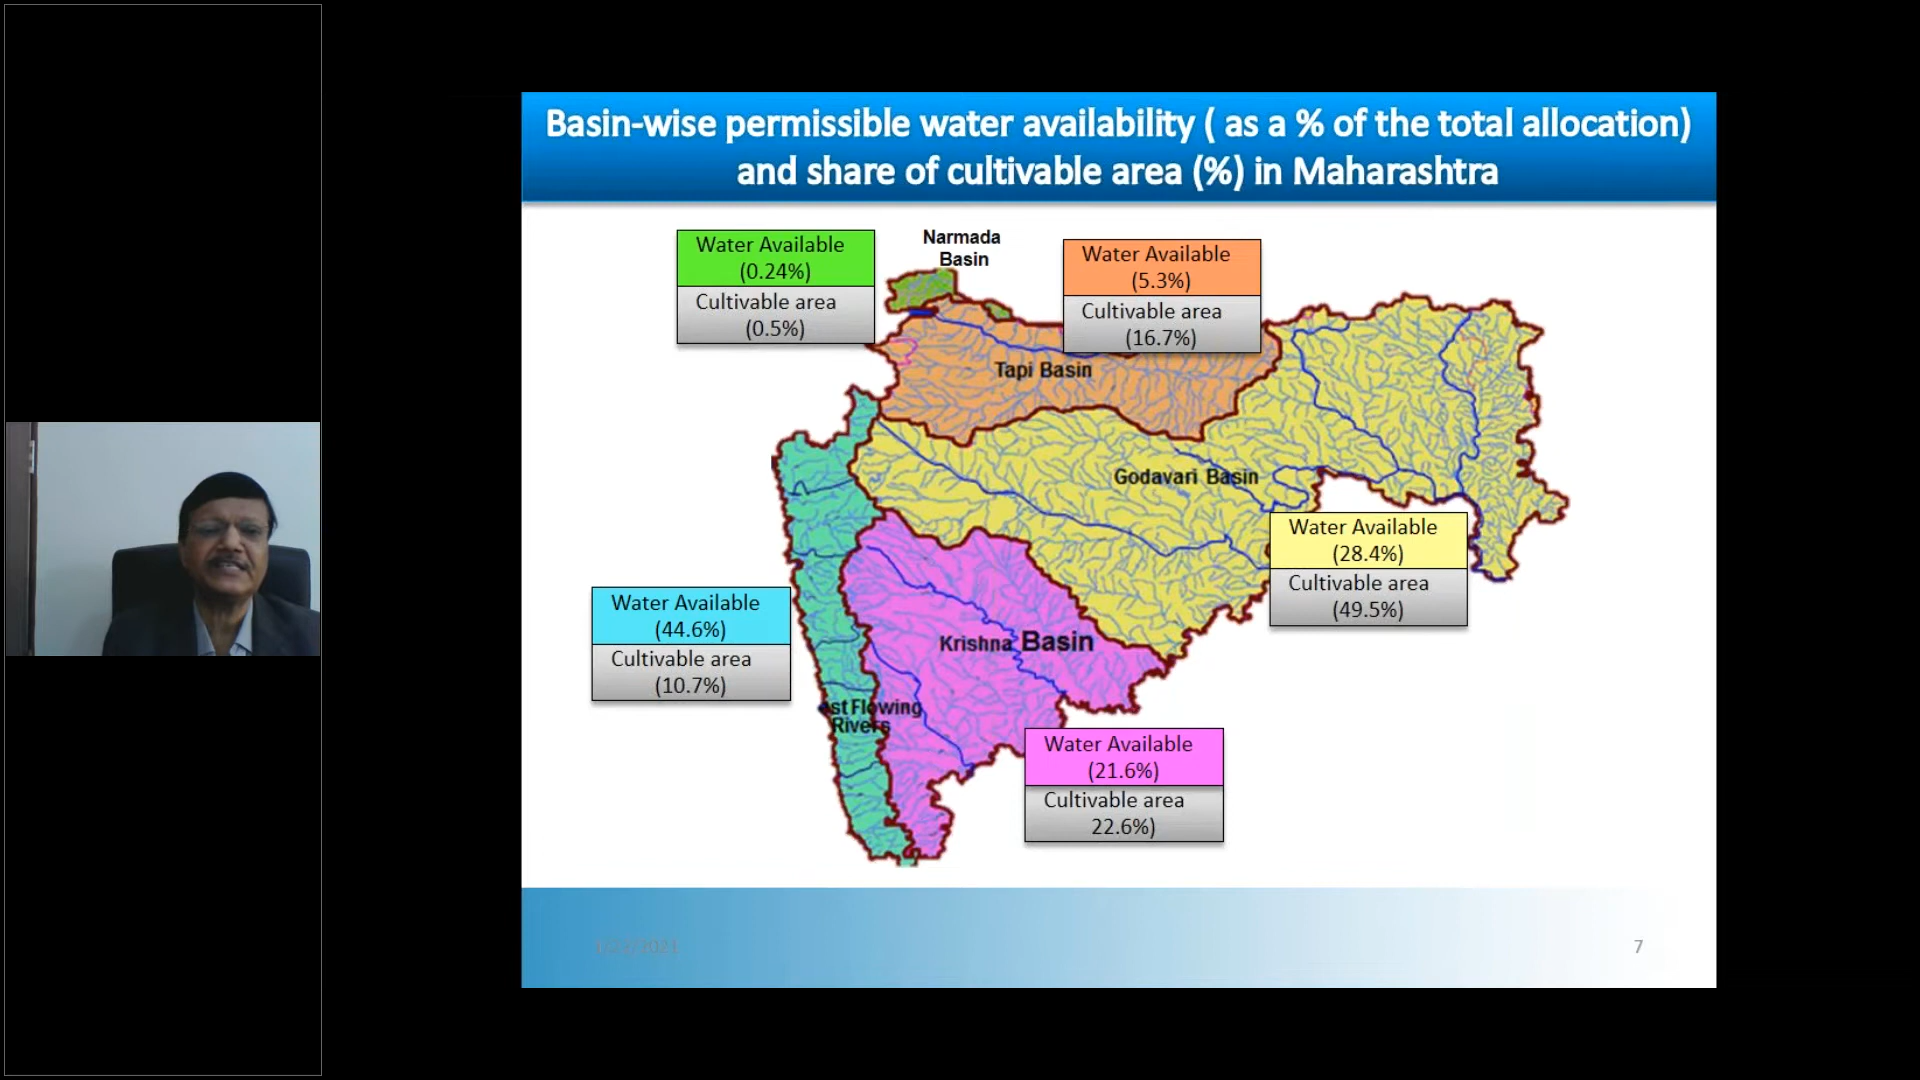 Basin-wise permissible water availability ( as a % of the total allocation)
and share of cultivable area (%) in Maharashtra
Water Available
(0.24%)
Cultivable area
(0.5%)
Narmada
Basin
Water Available
(5.3%)
Cultivable area
(16.7%)
Tapi Basin
Godavari Basin
Water Available
(28.4%)
Cultivable area
(49.5%)
Water Available
(44.6%)
Cultivable area
(10.7%)
Krishna Basin
st Flowing
Rivers
Water Available
(21.6%)
Cultivable area
22.6%)
7